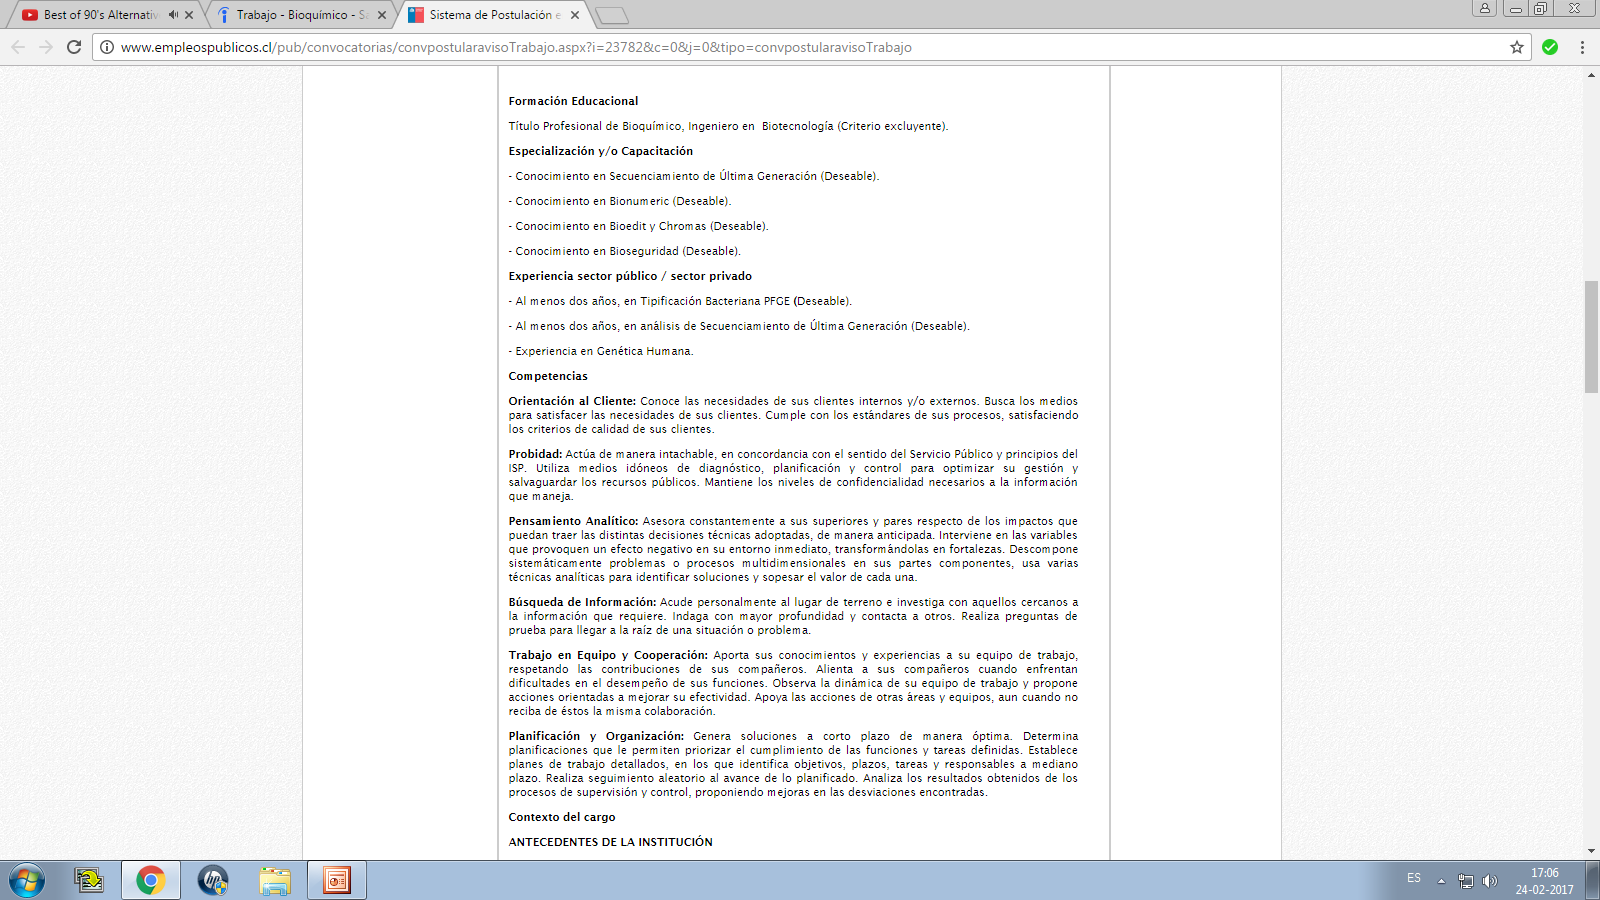 Best of 90's Alternativ
Trabajo - Bioquímico - Sa
Sistema de Postulación e
www.empleospublicos.cl/pub/convocatorias/convpostularavisoTrabajo.aspx?i=23782&c=0&j=0&tipo=convpostularavisoTrabajo
Formación Educacional
Título Profesional de Bioquímico, Ingeniero en  Biotecnología (Criterio excluyente).
Especialización y/o Capacitación
- Conocimiento en Secuenciamiento de Última Generación (Deseable).
- Conocimiento en Bionumeric (Deseable).
- Conocimiento en Bioedit y Chromas (Deseable).
- Conocimiento en Bioseguridad (Deseable).
Experiencia sector público / sector privado
- Al menos dos años, en Tipificación Bacteriana PFGE (Deseable).
- Al menos dos años, en análisis de Secuenciamiento de Última Generación (Deseable).
- Experiencia en Genética Humana.
Competencias
Orientación al Cliente: Conoce las necesidades de sus clientes internos y/o externos. Busca los medios
para satisfacer las necesidades de sus clientes. Cumple con los estándares de sus procesos, satisfaciendo
los criterios de calidad de sus clientes.
Probidad: Actúa de manera intachable, en concordancia con el sentido del Servicio Público y principios del
ISP. Utiliza medios idóneos de diagnóstico, planificación y control para optimizar su gestión y
salvaguardar los recursos públicos. Mantiene los niveles de confidencialidad necesarios a la información
que maneja.
Pensamiento Analítico: Asesora constantemente a sus superiores y pares respecto de los impactos que
puedan traer las distintas decisiones técnicas adoptadas, de manera anticipada. Interviene en las variables
que provoquen un efecto negativo en su entorno inmediato, transformándolas en fortalezas. Descompone
sistemáticamente problemas o procesos multidimensionales en sus partes componentes, usa varias
técnicas analíticas para identificar soluciones y sopesar el valor de cada una.
Búsqueda de Información: Acude personalmente al lugar de terreno e investiga con aquellos cercanos a
la información que requiere. Indaga con mayor profundidad y contacta a otros. Realiza preguntas de
prueba para llegar a la raíz de una situación o problema.
Trabajo en Equipo y Cooperación: Aporta sus conocimientos y experiencias a su equipo de trabajo,
respetando las contribuciones de sus compañeros. Alienta a sus compañeros cuando enfrentan
dificultades en el desempeño de sus funciones. Observa la dinámica de su equipo de trabajo y propone
acciones orientadas a mejorar su efectividad. Apoya las acciones de otras áreas y equipos, aun cuando no
reciba de éstos la misma colaboración.
Planificación y Organización: Genera soluciones a corto plazo de manera óptima. Determina
planificaciones que le permiten priorizar el cumplimiento de las funciones y tareas definidas. Establece
planes de trabajo detallados, en los que identifica objetivos, plazos, tareas y responsables a mediano
plazo. Realiza seguimiento aleatorio al avance de lo planificado. Analiza los resultados obtenidos de los
procesos de supervisión y control, proponiendo mejoras en las desviaciones encontradas.
Contexto del cargo
ANTECEDENTES DE LA INSTITUCIÓN
hp
ES
17:06
24-02-2017